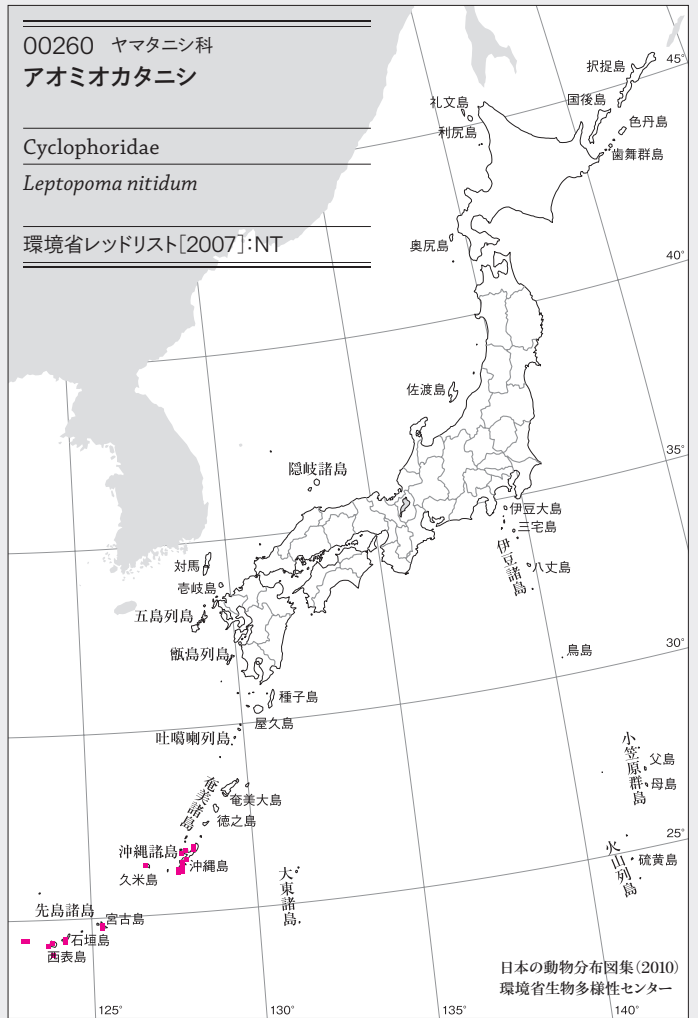 00260 ヤマタニシ科
アオミオカタニシ
Cyclophoridae
Leptopoma nitidum
環境省レッドリスト[2007]:NT
択捉島
45°
礼文島
国後島
利尻島
色丹島
歯舞群島
奥尻島
40°
佐渡島
35°
隠岐諸島
伊豆大島
三宅島
伊豆諸島
八丈島
対馬
壱岐島
五島列島
甑島列島
鳥島
30°
種子島
屋久島
吐噶喇列島
小笠原群島
父島
母島
奄美諸島
奄美大島
徳之島
25°
沖縄諸島
沖縄島
久米島
大東諸島
火山列島
硫黄島
先島諸島
宮古島
石垣島
西表島
日本の動物分布図集(2010)
環境省生物多様性センター
125°
130°
135°
140°